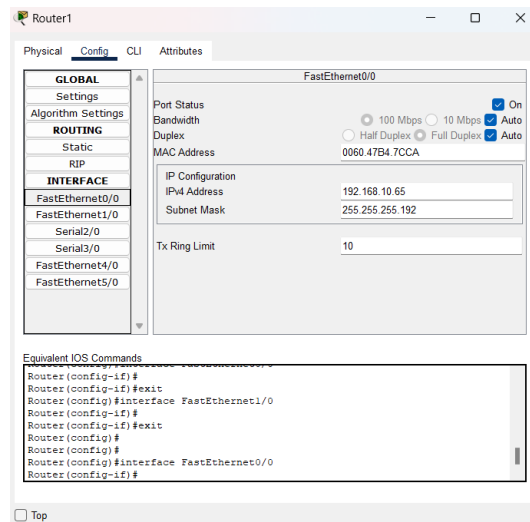 Router1
Physical Config CLI Attributes
GLOBAL
Settings
Algorithm Settings
ROUTING
Static
RIP
INTERFACE
FastEthernet0/0
FastEthernet1/0
Serial2/0
Serial3/0
FastEthernet4/0
FastEthernet5/0
FastEthernet0/0
Port Status On
Bandwidth 100 Mbps 10 Mbps Auto
Duplex Half Duplex Full Duplex Auto
MAC Address 0060.47B4.7CCA
IP Configuration
IPv4 Address 192.168.10.65
Subnet Mask 255.255.255.192
Tx Ring Limit 10
Equivalent IOS Commands
Router(config-if)#
Router(config-if)#exit
Router(config)#interface FastEthernet1/0
Router(config-if)#
Router(config-if)#exit
Router(config)#
Router(config)#
Router(config)#interface FastEthernet0/0
Router(config-if)#
Top